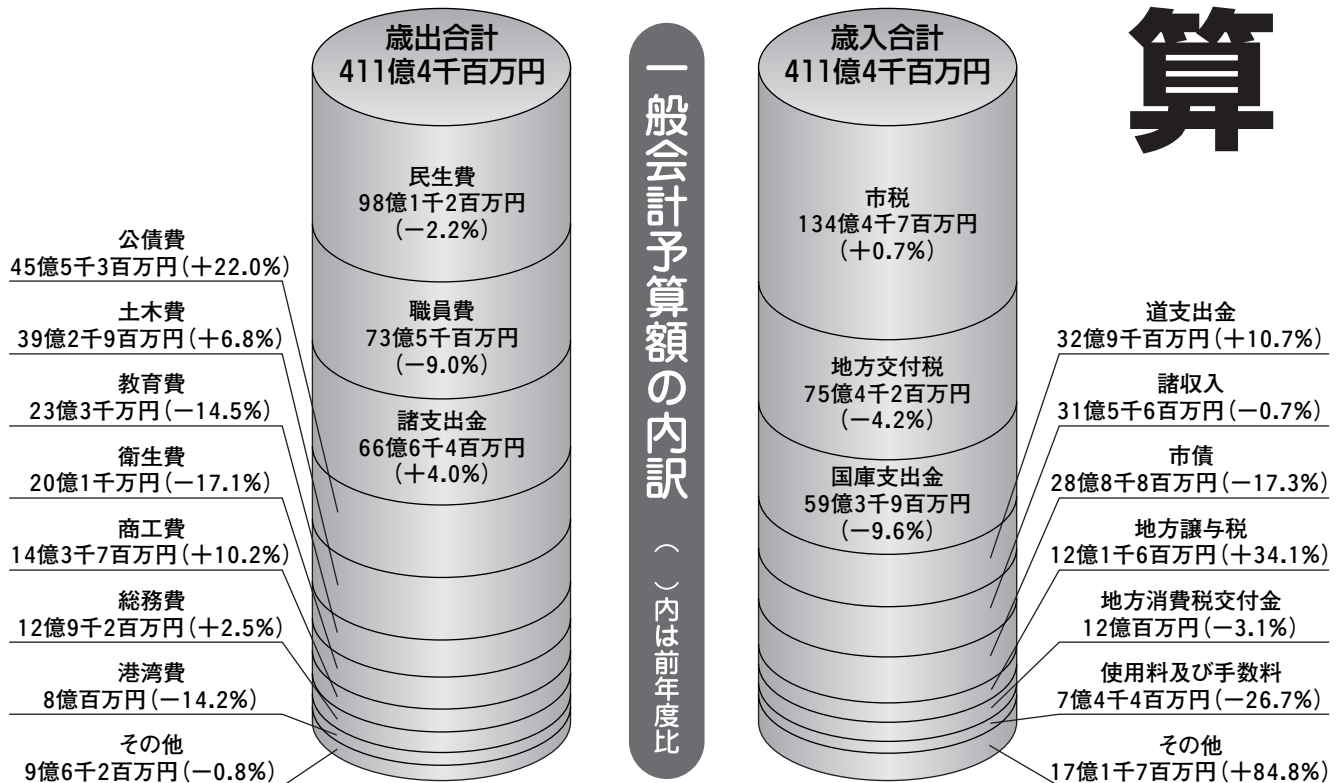 算
一般会計予算額の内訳
（　）内は前年度比
歳出合計
411億4千百万円
民生費
98億1千2百万円
(－2.2%)
職員費
73億5千百万円
(－9.0%)
諸支出金
66億6千4百万円
(＋4.0%)
公債費
45億5千3百万円(＋22.0%)
土木費
39億2千9百万円(＋6.8%)
教育費
23億3千万円(－14.5%)
衛生費
20億1千万円(－17.1%)
商工費
14億3千7百万円(＋10.2%)
総務費
12億9千2百万円(＋2.5%)
港湾費
8億百万円(－14.2%)
その他
9億6千2百万円(－0.8%)
歳入合計
411億4千百万円
市税
134億4千7百万円
(＋0.7%)
地方交付税
75億4千2百万円
(－4.2%)
国庫支出金
59億3千9百万円
(－9.6%)
道支出金
32億9千百万円(＋10.7%)
諸収入
31億5千6百万円(－0.7%)
市債
28億8千8百万円(－17.3%)
地方譲与税
12億1千6百万円(＋34.1%)
地方消費税交付金
12億百万円(－3.1%)
使用料及び手数料
7億4千4百万円(－26.7%)
その他
17億1千7百万円(＋84.8%)